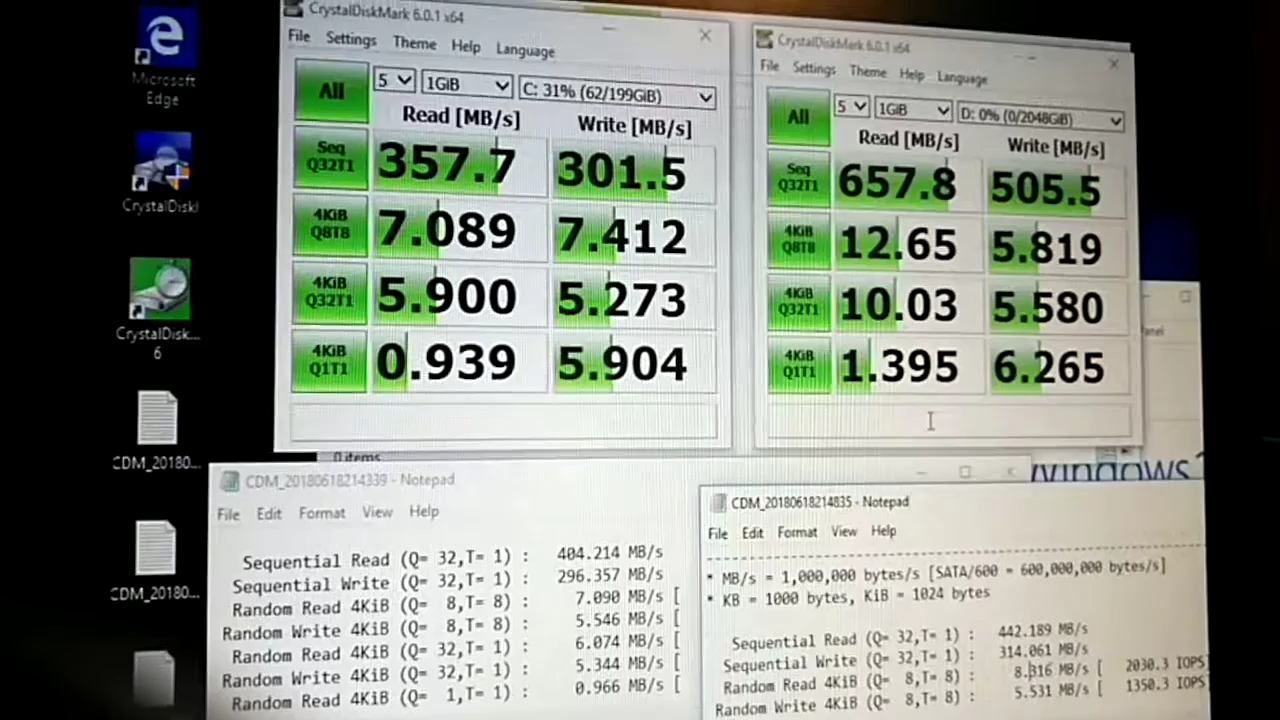 Microsoft
Edge
CrystalDiskI
CrystalDisk...
6
CDM_20180...
CDM_20180...
CrystalDiskMark 6.0.1 x64
File Settings Theme Help Language
All 5 1GiB C: 31% (62/199GiB)
Read [MB/s] Write [MB/s]
Seq
Q32T1 357.7 301.5
4KiB
Q8T8 7.089 7.412
4KiB
Q32T1 5.900 5.273
4KiB
Q1T1 0.939 5.904
CrystalDiskMark 6.0.1 x64
File Settings Theme Help Language
All 5 1GiB D: 0% (0/2048GiB)
Read [MB/s] Write [MB/s]
Seq
Q32T1 657.8 505.5
4KiB
Q8T8 12.65 5.819
4KiB
Q32T1 10.03 5.580
4KiB
Q1T1 1.395 6.265
0 items
CDM_20180618214339 - Notepad
File Edit Format View Help
Sequential Read (Q= 32,T= 1) : 404.214 MB/s
Sequential Write (Q= 32,T= 1) : 296.357 MB/s
Random Read 4KiB (Q= 8,T= 8) : 7.090 MB/s [
Random Write 4KiB (Q= 8,T= 8) : 5.546 MB/s [
Random Read 4KiB (Q= 32,T= 1) : 6.074 MB/s [
Random Write 4KiB (Q= 32,T= 1) : 5.344 MB/s [
Random Read 4KiB (Q= 1,T= 1) : 0.966 MB/s [
CDM_20180618214835 - Notepad
File Edit Format View Help
* MB/s = 1,000,000 bytes/s [SATA/600 = 600,000,000 bytes/s]
* KB = 1000 bytes, KiB = 1024 bytes
Sequential Read (Q= 32,T= 1) : 442.189 MB/s
Sequential Write (Q= 32,T= 1) : 314.061 MB/s
Random Read 4KiB (Q= 8,T= 8) : 8.316 MB/s [ 2030.3 IOPS]
Random Write 4KiB (Q= 8,T= 8) : 5.531 MB/s [ 1350.3 IOPS